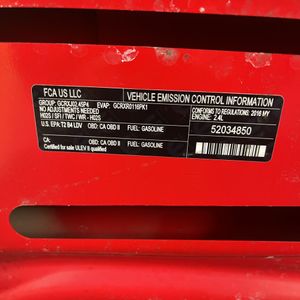 FCA US LLC
VEHICLE EMISSION CONTROL INFORMATION
GROUP: GCRXJ02.4SP4 EVAP: GCRXR0116PK1
NO ADJUSTMENTS NEEDED.
HO2S / SFI / TWC / WR - HO2S
CONFORMS TO REGULATIONS: 2016 MY
ENGINE: 2.4L
U.S. EPA: T2 B4 LDV OBD: CA OBD II FUEL: GASOLINE
52034850
CA: OBD: CA OBD II FUEL: GASOLINE
Certified for sale ULEV II qualified